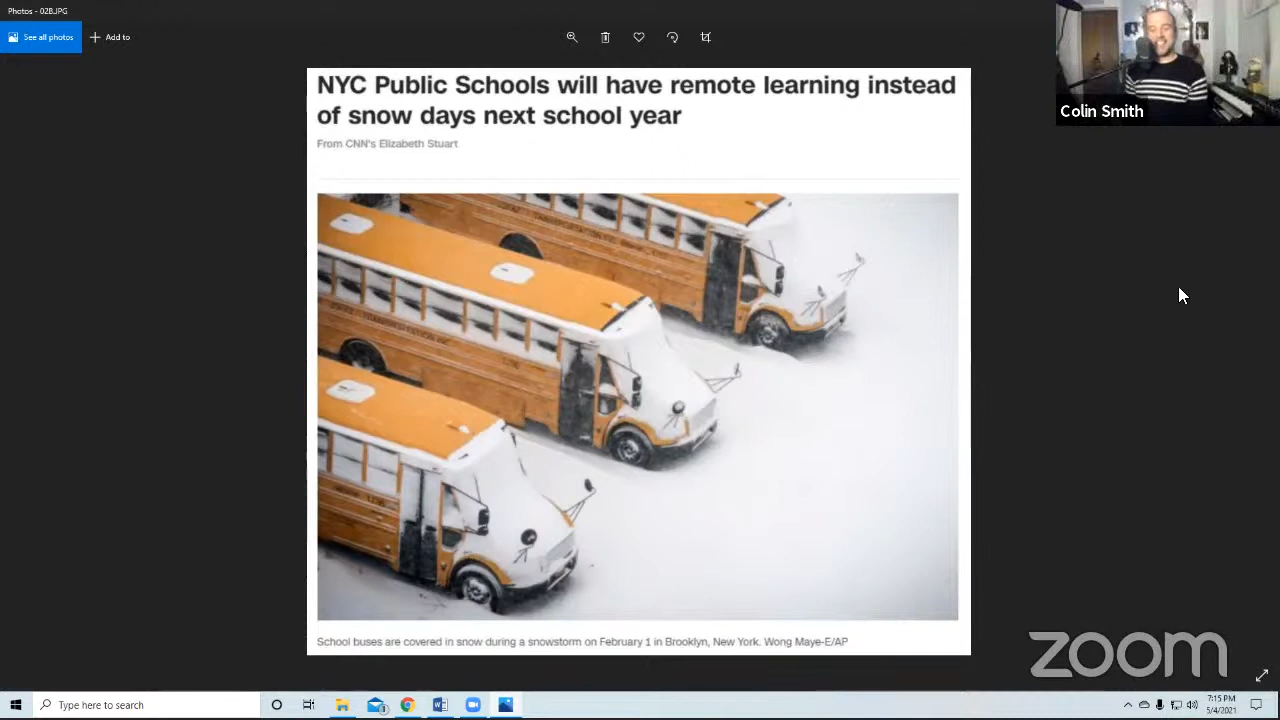 Photos - 02B.JPG
See all photos
Add to
Colin Smith
NYC Public Schools will have remote learning instead
of snow days next school year
From CNN's Elizabeth Stuart
School buses are covered in snow during a snowstorm on February 1 in Brooklyn, New York. Wong Maye-E/AP
zoom
Type here to search
7:15 PM
5/4/2021